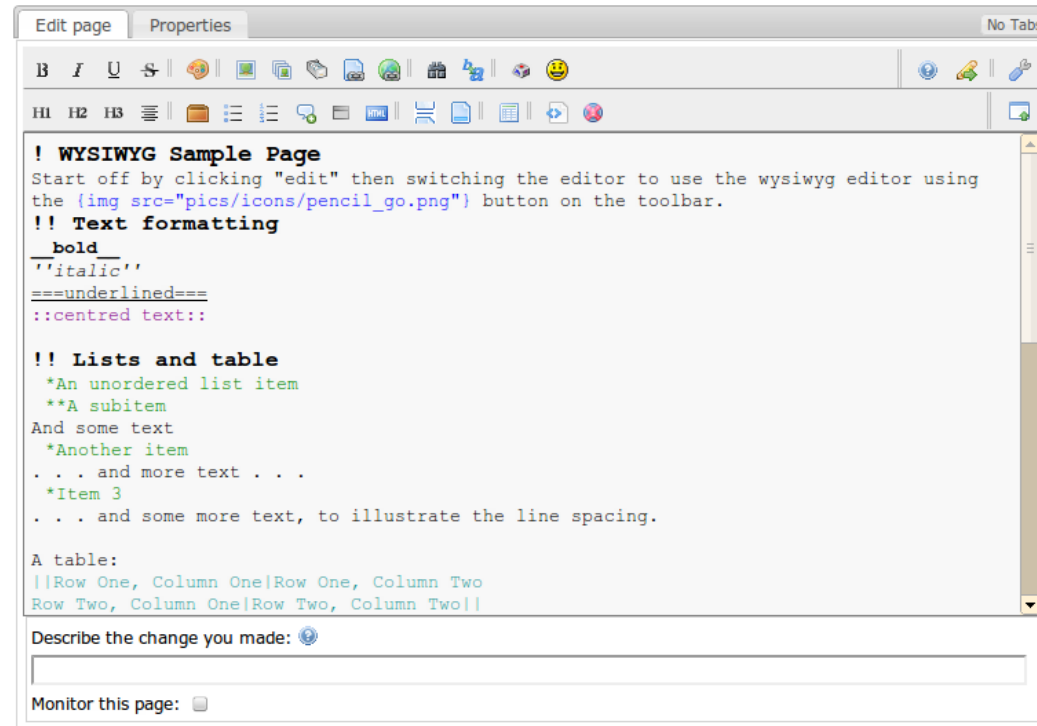 Edit page Properties No Tabs
B I U S
H1 H2 H3 HTML
! WYSIWYG Sample Page
Start off by clicking "edit" then switching the editor to use the wysiwyg editor using
the {img src="pics/icons/pencil_go.png"} button on the toolbar.
!! Text formatting
__bold__
''italic''
===underlined===
::centred text::
!! Lists and table
*An unordered list item
**A subitem
And some text
*Another item
. . . and more text . . .
*Item 3
. . . and some more text, to illustrate the line spacing.
A table:
||Row One, Column One|Row One, Column Two
Row Two, Column One|Row Two, Column Two||
Describe the change you made:
Monitor this page: